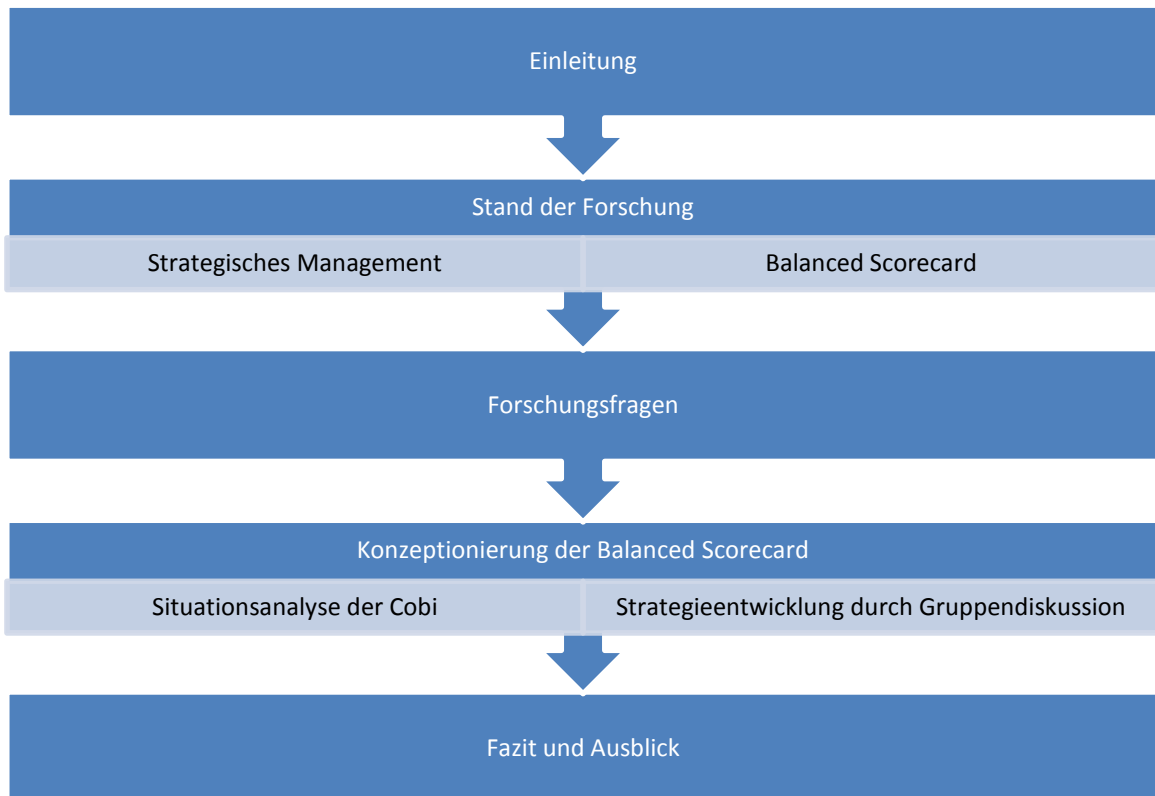 Einleitung
Stand der Forschung
Strategisches Management
Balanced Scorecard
Forschungsfragen
Konzeptionierung der Balanced Scorecard
Situationsanalyse der Cobi
Strategieentwicklung durch Gruppendiskussion
Fazit und Ausblick